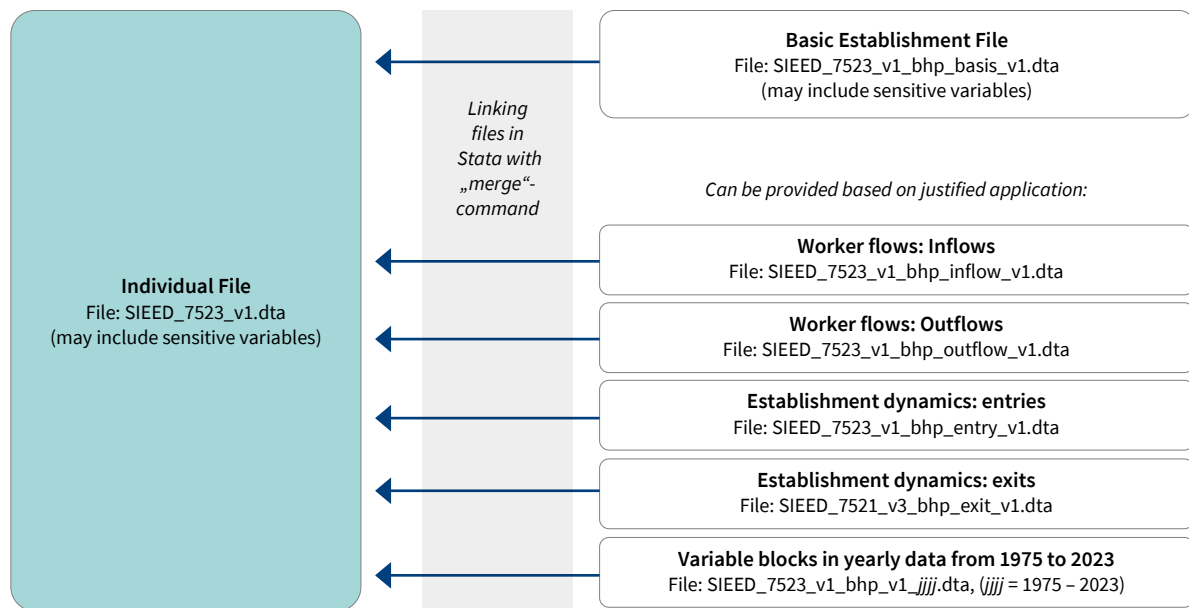 Individual File
File: SIEED_7523_v1.dta
(may include sensitive variables)
Linking
files in
Stata with
„merge“-
command
Basic Establishment File
File: SIEED_7523_v1_bhp_basis_v1.dta
(may include sensitive variables)
Can be provided based on justified application:
Worker flows: Inflows
File: SIEED_7523_v1_bhp_inflow_v1.dta
Worker flows: Outflows
File: SIEED_7523_v1_bhp_outflow_v1.dta
Establishment dynamics: entries
File: SIEED_7523_v1_bhp_entry_v1.dta
Establishment dynamics: exits
File: SIEED_7521_v3_bhp_exit_v1.dta
Variable blocks in yearly data from 1975 to 2023
File: SIEED_7523_v1_bhp_v1_jjjj.dta, (jjjj = 1975 – 2023)